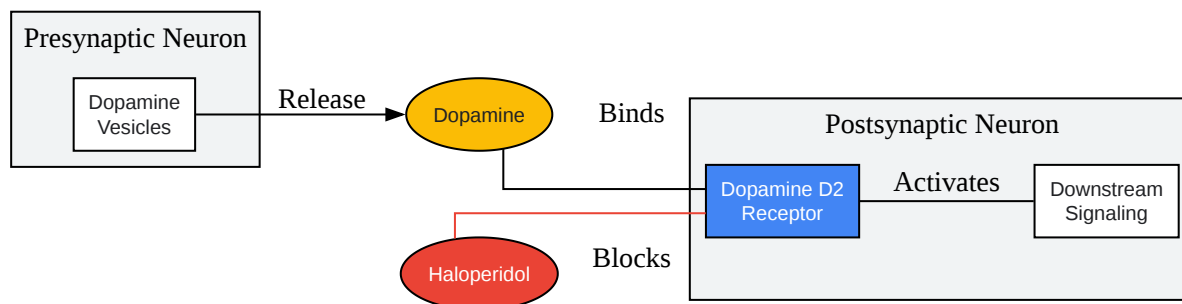 Presynaptic Neuron
Dopamine
Vesicles
Release
Dopamine
Binds
Postsynaptic Neuron
Dopamine D2
Receptor
Activates
Downstream
Signaling
Haloperidol
Blocks